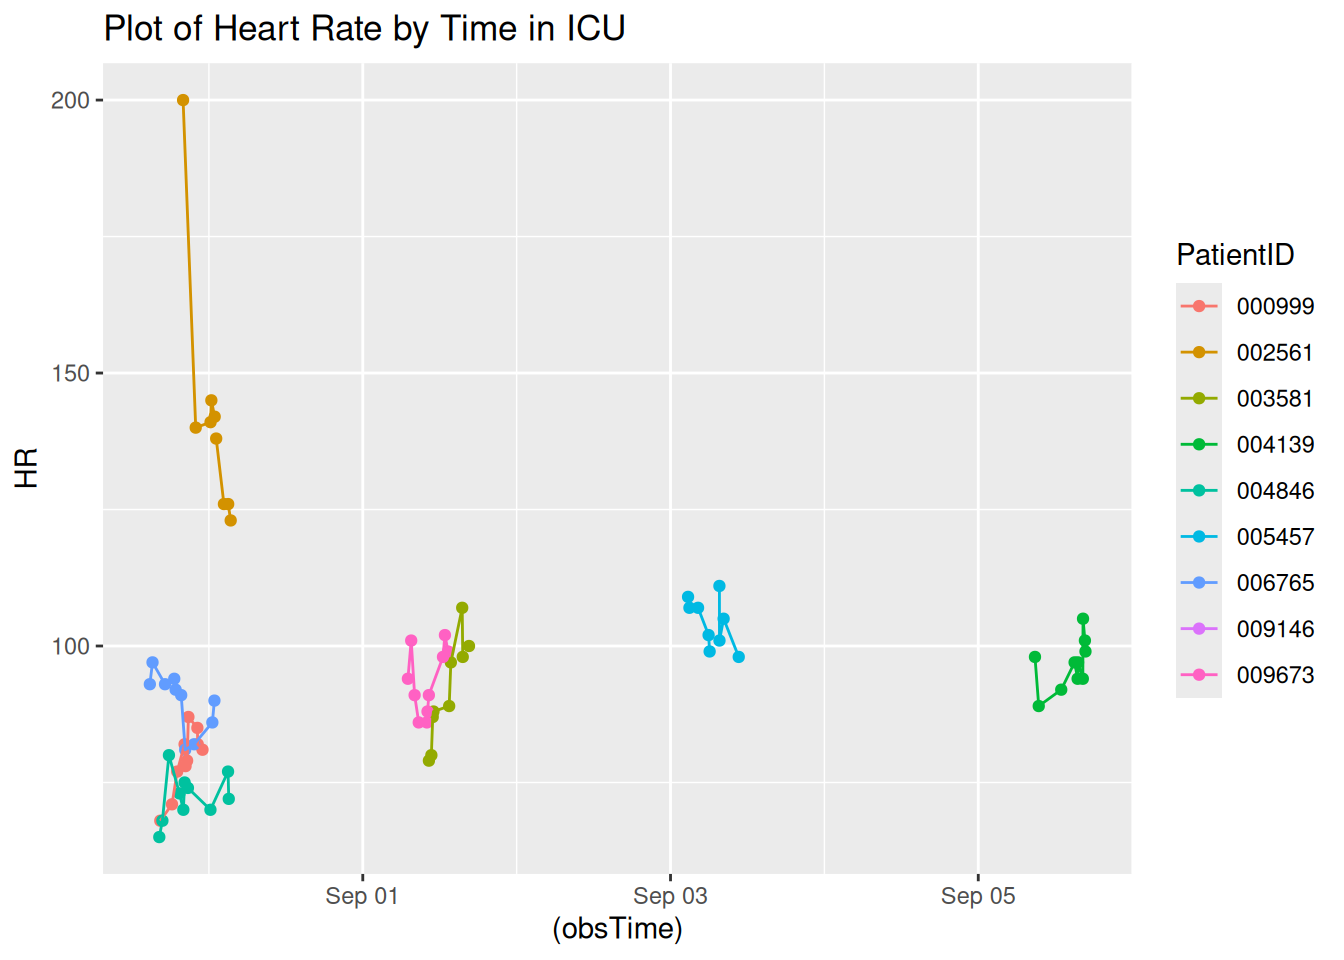 Plot of Heart Rate by Time in ICU
HR
200
150
100
Sep 01
Sep 03
Sep 05
(obsTime)
PatientID
000999
002561
003581
004139
004846
005457
006765
009146
009673